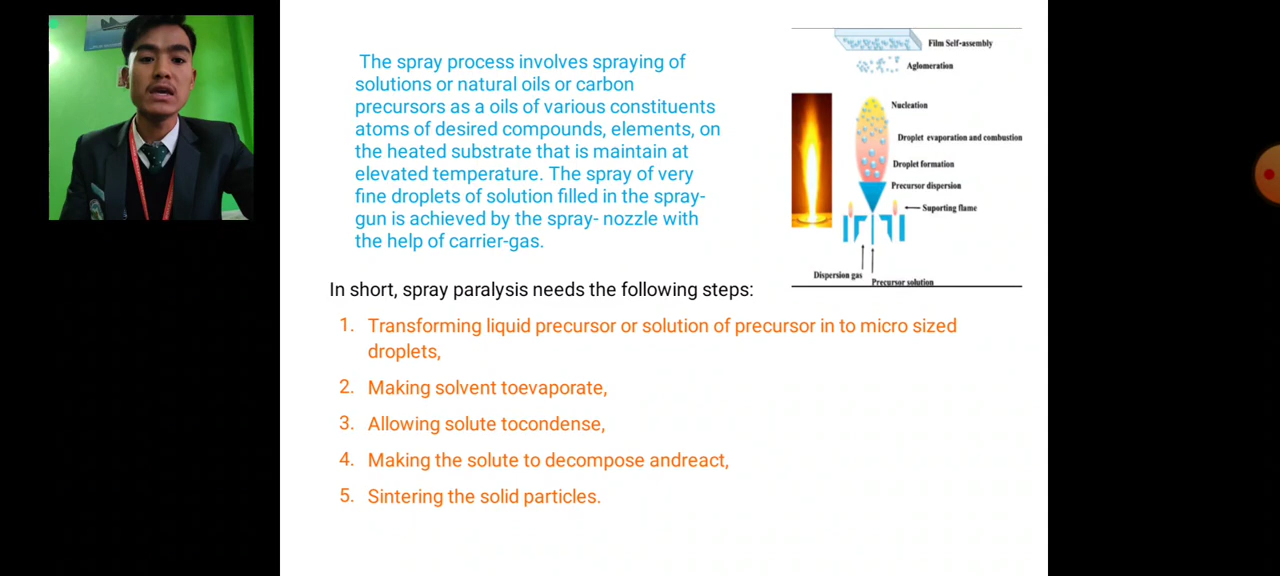 The spray process involves spraying of
solutions or natural oils or carbon
precursors as a oils of various constituents
atoms of desired compounds, elements, on
the heated substrate that is maintain at
elevated temperature. The spray of very
fine droplets of solution filled in the spray-
gun is achieved by the spray- nozzle with
the help of carrier-gas.
Film Self-assembly
Aglomeration
Nucleation
Droplet evaporation and combustion
Droplet formation
Precursor dispersion
Suporting flame
Dispersion gas
Precursor solution
In short, spray paralysis needs the following steps:
1. Transforming liquid precursor or solution of precursor in to micro sized
droplets,
2. Making solvent toevaporate,
3. Allowing solute tocondense,
4. Making the solute to decompose andreact,
5. Sintering the solid particles.